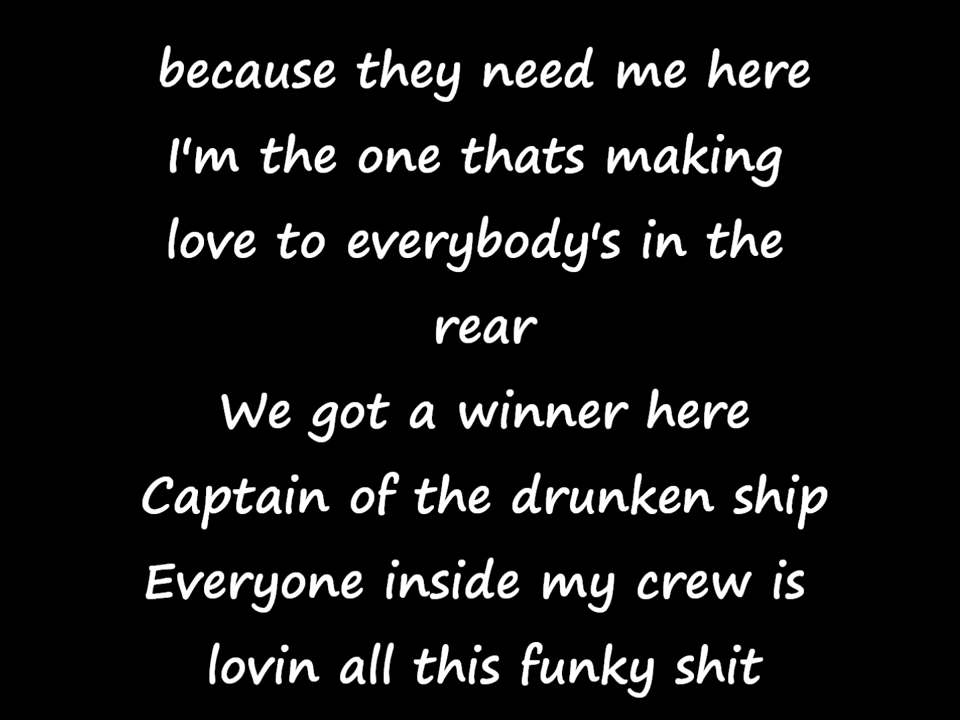 because they need me here
I'm the one thats making
love to everybody's in the
rear
We got a winner here
Captain of the drunken ship
Everyone inside my crew is
lovin all this funky shit